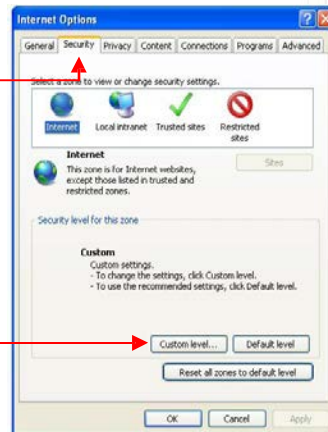 Internet Options
General Security Privacy Content Connections Programs Advanced
Select a zone to view or change security settings.
Internet Local intranet Trusted sites Restricted sites
Internet
Sites
This zone is for Internet websites,
except those listed in trusted and
restricted zones.
Security level for this zone
Custom
Custom settings.
- To change the settings, click Custom level.
- To use the recommended settings, click Default level.
Custom level... Default level
Reset all zones to default level
OK Cancel Apply